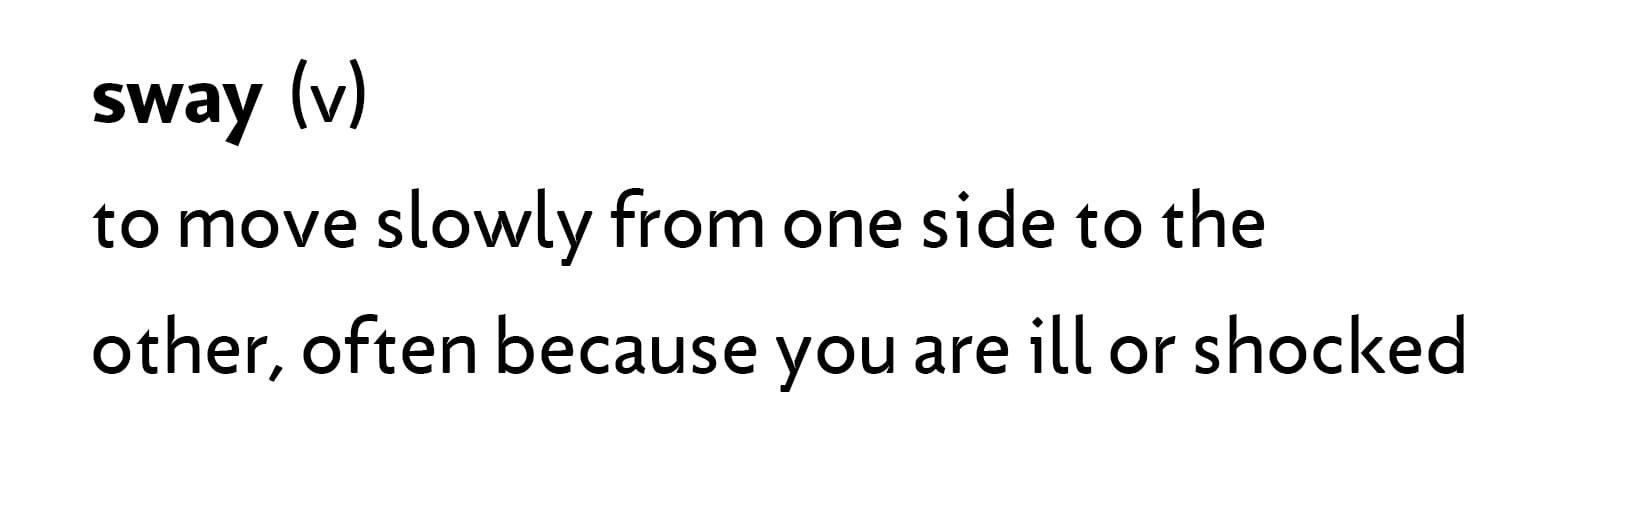 sway (v)
to move slowly from one side to the
other, often because you are ill or shocked